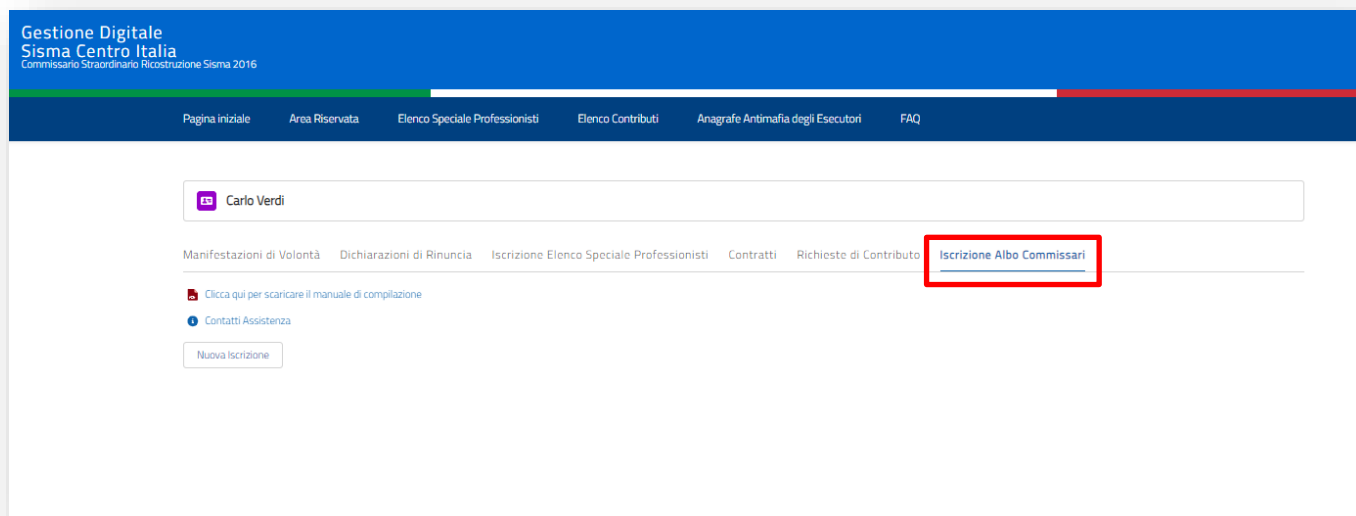 Gestione Digitale
Sisma Centro Italia
Commissario Straordinario Ricostruzione Sisma 2016
Pagina iniziale Area Riservata Elenco Speciale Professionisti Elenco Contributi Anagrafe Antimafia degli Esecutori FAQ
Carlo Verdi
Manifestazioni di Volontà Dichiarazioni di Rinuncia Iscrizione Elenco Speciale Professionisti Contratti Richieste di Contributo Iscrizione Albo Commissari
Clicca qui per scaricare il manuale di compilazione
Contatti Assistenza
Nuova Iscrizione